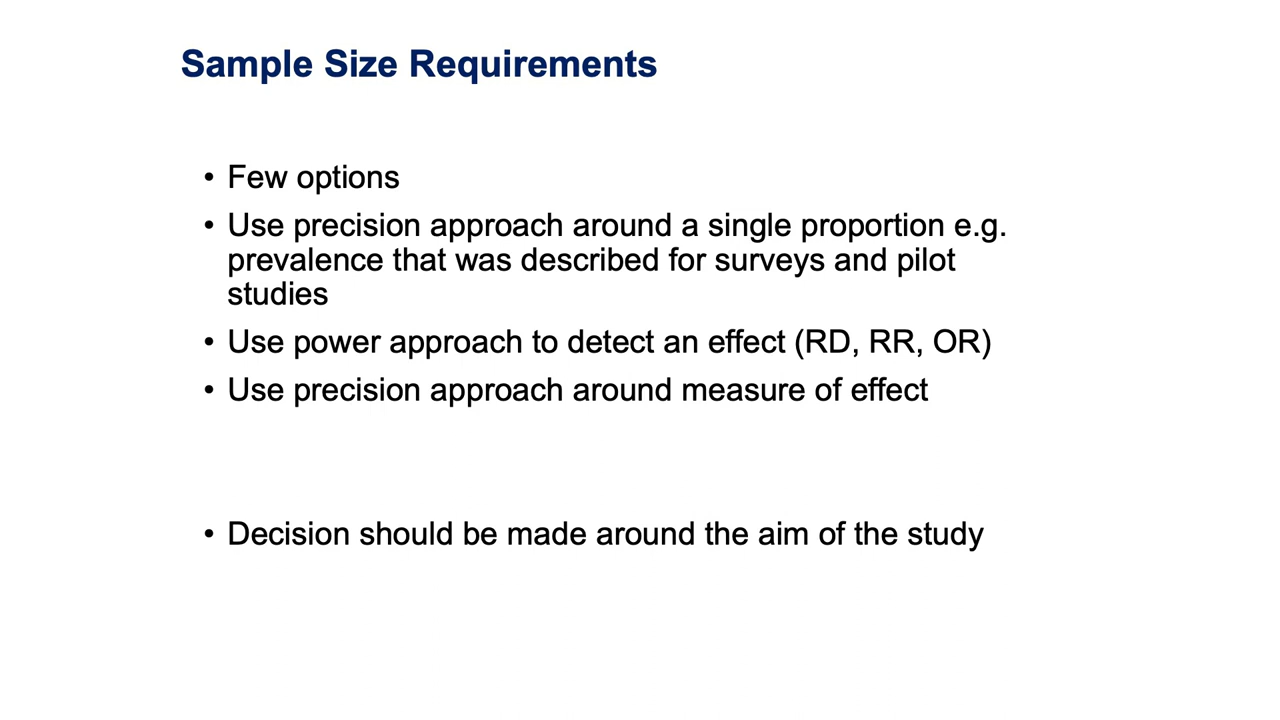 Sample Size Requirements
• Few options
• Use precision approach around a single proportion e.g.
prevalence that was described for surveys and pilot
studies
• Use power approach to detect an effect (RD, RR, OR)
• Use precision approach around measure of effect
• Decision should be made around the aim of the study